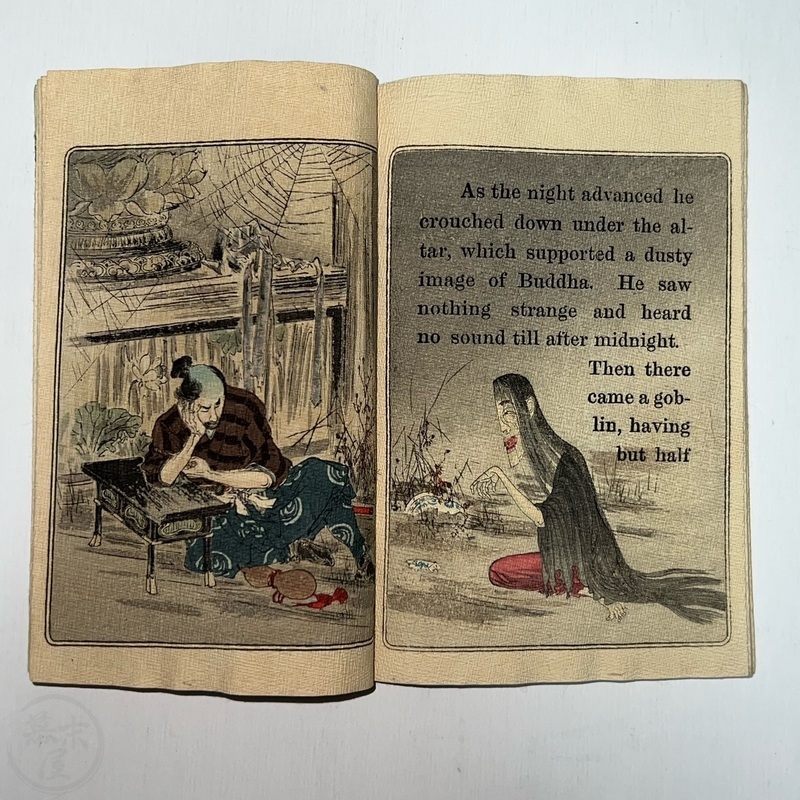 As the night advanced he
crouched down under the al-
tar, which supported a dusty
image of Buddha. He saw
nothing strange and heard
no sound till after midnight.
Then there
came a gob-
lin, having
but half